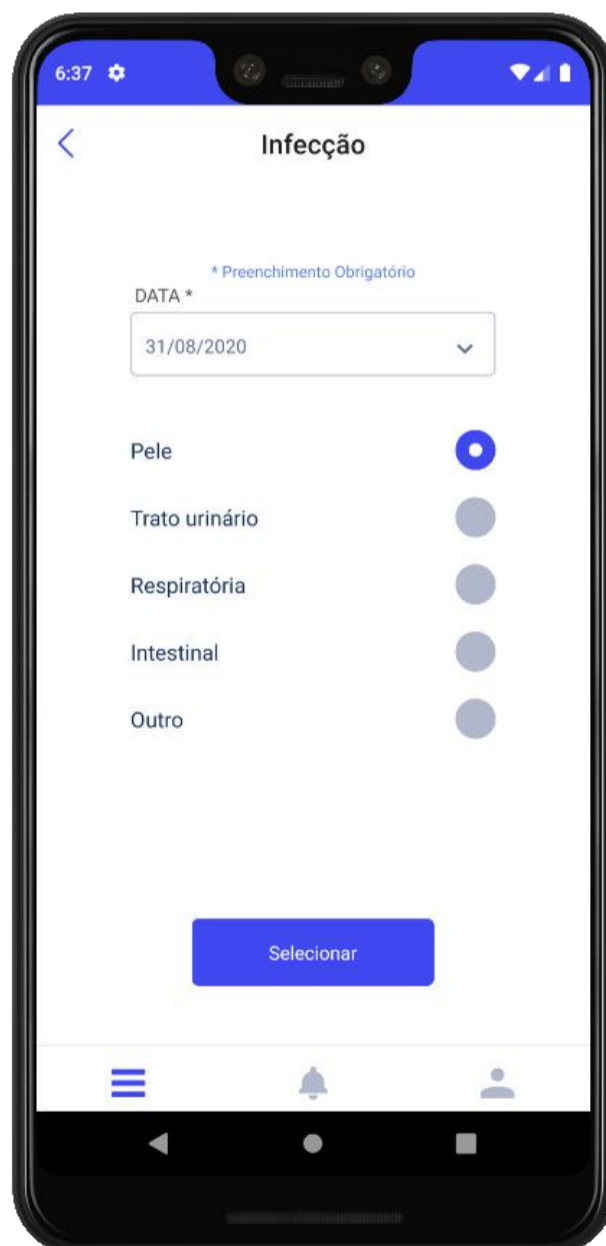 6:37
Infecção
* Preenchimento Obrigatório
DATA *
31/08/2020
Pele
Trato urinário
Respiratória
Intestinal
Outro
Selecionar